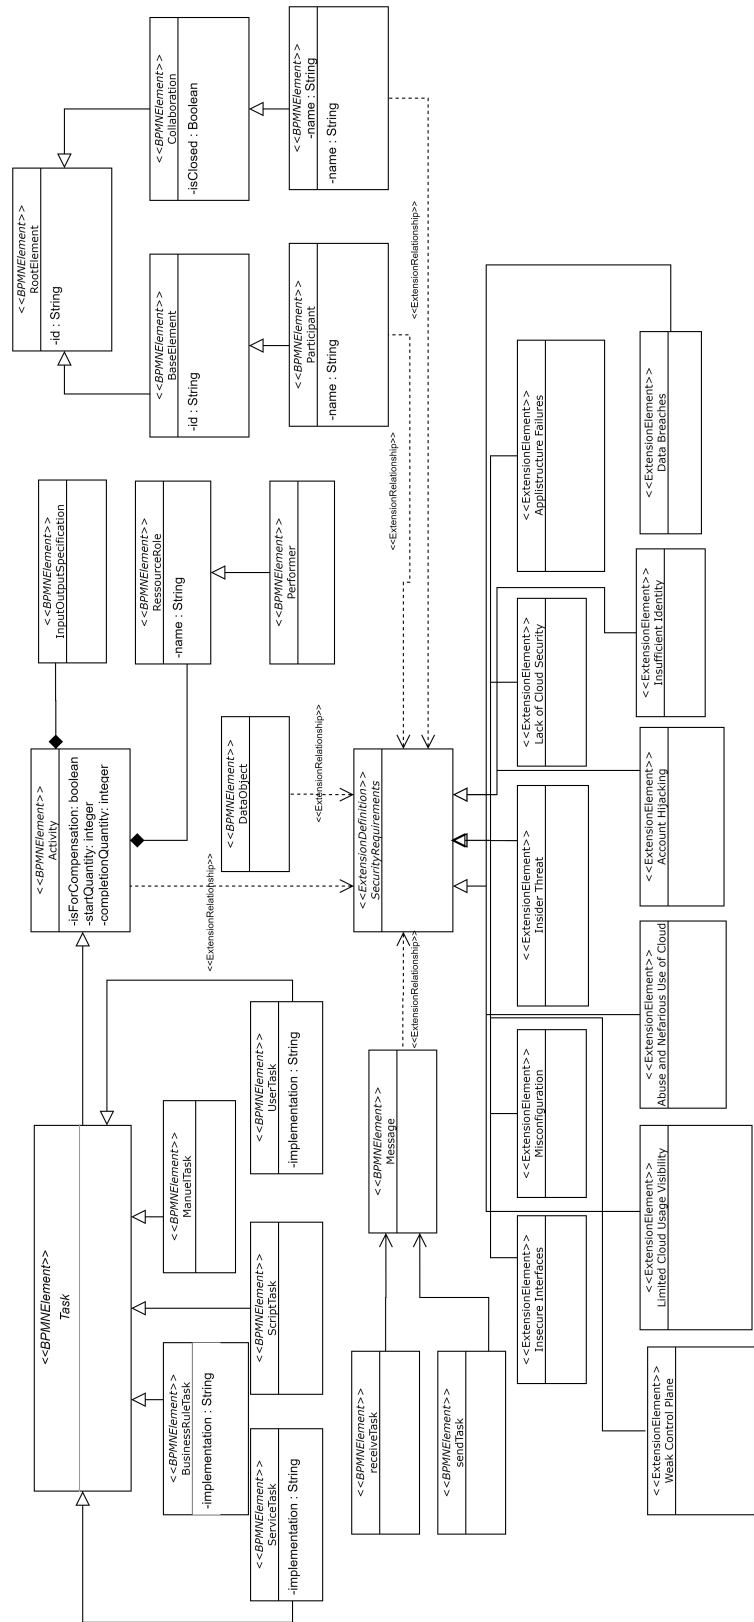 <<BPMNElement>>
Task
<<BPMNElement>>
ServiceTask
-implementation : String
<<BPMNElement>>
BusinessRuleTask
-implementation : String
<<BPMNElement>>
ScriptTask
<<BPMNElement>>
ManuelTask
<<BPMNElement>>
UserTask
-implementation : String
<<BPMNElement>>
Activity
-isForCompensation: boolean
-startQuantity: integer
-completionQuantity: integer
<<BPMNElement>>
InputOutputSpecification
<<BPMNElement>>
RessourceRole
-name : String
<<BPMNElement>>
Performer
<<BPMNElement>>
RootElement
-id : String
<<BPMNElement>>
BaseElement
-id : String
<<BPMNElement>>
Collaboration
-isClosed : Boolean
<<BPMNElement>>
Participant
-name : String
<<BPMNElement>>
-name : String
-name : String
<<BPMNElement>>
DataObject
<<ExtensionRelationship>>
<<ExtensionRelationship>>
<<ExtensionRelationship>>
<<ExtensionRelationship>>
<<ExtensionRelationship>>
<<ExtensionRelationship>>
<<BPMNElement>>
receiveTask
<<BPMNElement>>
sendTask
<<BPMNElement>>
Message
<<ExtensionDefinition>>
SecurityRequirements
<<ExtensionElement>>
Insecure Interfaces
<<ExtensionElement>>
Misconfiguration
<<ExtensionElement>>
Insider Threat
<<ExtensionElement>>
Lack of Cloud Security
<<ExtensionElement>>
Applistructure Failures
<<ExtensionElement>>
Weak Control Plane
<<ExtensionElement>>
Limited Cloud Usage Visibility
<<ExtensionElement>>
Abuse and Nefarious Use of Cloud
<<ExtensionElement>>
Account Hijacking
<<ExtensionElement>>
Insufficient Identity
<<ExtensionElement>>
Data Breaches